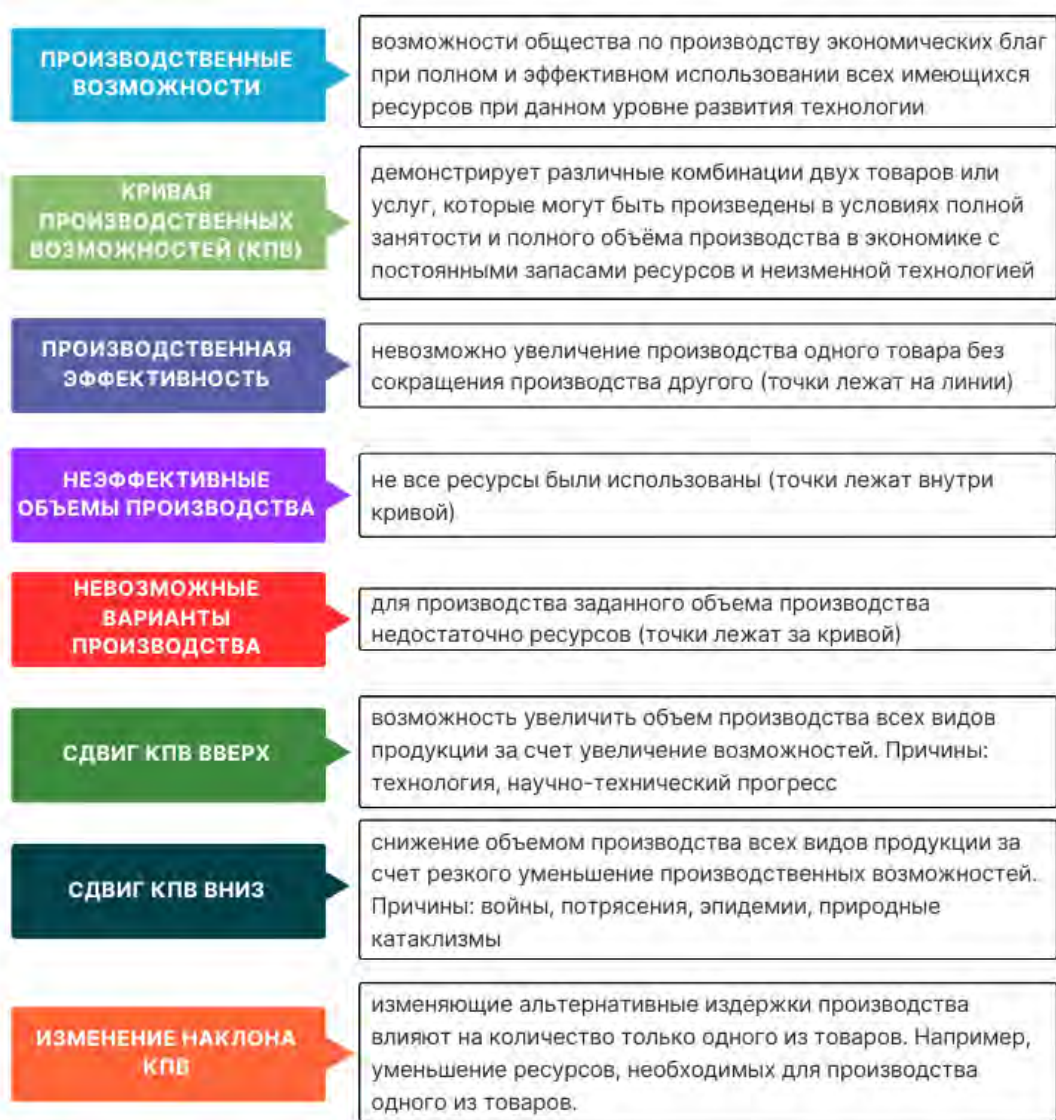 ПРОИЗВОДСТВЕННЫЕ
ВОЗМОЖНОСТИ
возможности общества по производству экономических благ
при полном и эффективном использовании всех имеющихся
ресурсов при данном уровне развития технологии
КРИВАЯ
ПРОИЗВОДСТВЕННЫХ
ВОЗМОЖНОСТЕЙ (КПВ)
демонстрирует различные комбинации двух товаров или
услуг, которые могут быть произведены в условиях полной
занятости и полного объёма производства в экономике с
постоянными запасами ресурсов и неизменной технологией
ПРОИЗВОДСТВЕННАЯ
ЭФФЕКТИВНОСТЬ
невозможно увеличение производства одного товара без
сокращения производства другого (точки лежат на линии)
НЕЭФФЕКТИВНЫЕ
ОБЪЕМЫ ПРОИЗВОДСТВА
не все ресурсы были использованы (точки лежат внутри
кривой)
НЕВОЗМОЖНЫЕ
ВАРИАНТЫ
ПРОИЗВОДСТВА
для производства заданного объема производства
недостаточно ресурсов (точки лежат за кривой)
СДВИГ КПВ ВВЕРХ
возможность увеличить объем производства всех видов
продукции за счет увеличение возможностей. Причины:
технология, научно-технический прогресс
СДВИГ КПВ ВНИЗ
снижение объемом производства всех видов продукции за
счет резкого уменьшение производственных возможностей.
Причины: войны, потрясения, эпидемии, природные
катаклизмы
ИЗМЕНЕНИЕ НАКЛОНА
КПВ
изменяющие альтернативные издержки производства
влияют на количество только одного из товаров. Например,
уменьшение ресурсов, необходимых для производства
одного из товаров.